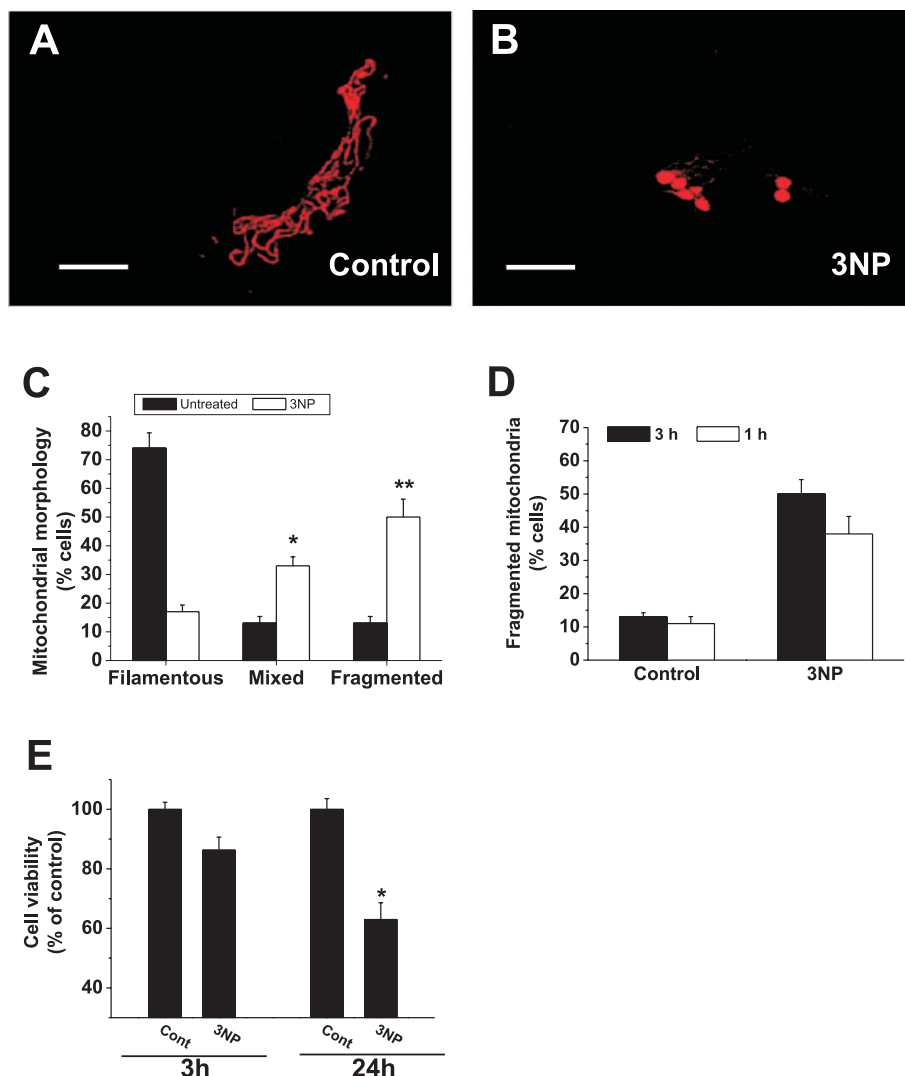 A
Control
B
3NP
C
Untreated 3NP
Mitochondrial morphology
(% cells)
80
70
60
50
40
30
20
10
0
*
**
Filamentous Mixed Fragmented
D
Fragmented mitochondria
(% cells)
70
60
50
40
30
20
10
0
3 h 1 h
Control 3NP
E
Cell viability
(% of control)
100
80
60
40
*
Cont 3NP Cont 3NP
3h 24h